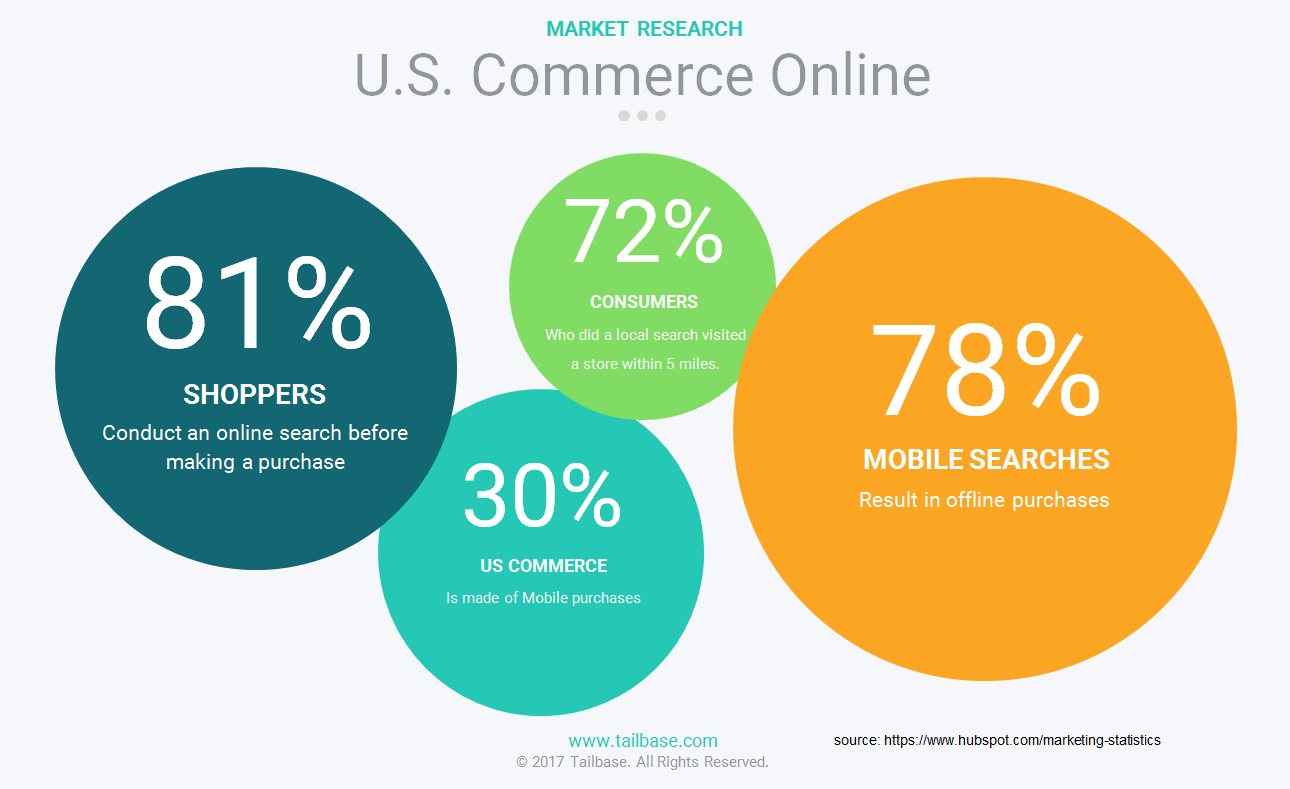 MARKET RESEARCH
U.S. Commerce Online
81%
SHOPPERS
Conduct an online search before
making a purchase
72%
CONSUMERS
Who did a local search visited
a store within 5 miles.
30%
US COMMERCE
Is made of Mobile purchases
78%
MOBILE SEARCHES
Result in offline purchases
www.tailbase.com
© 2017 Tailbase. All Rights Reserved.
source: https://www.hubspot.com/marketing-statistics